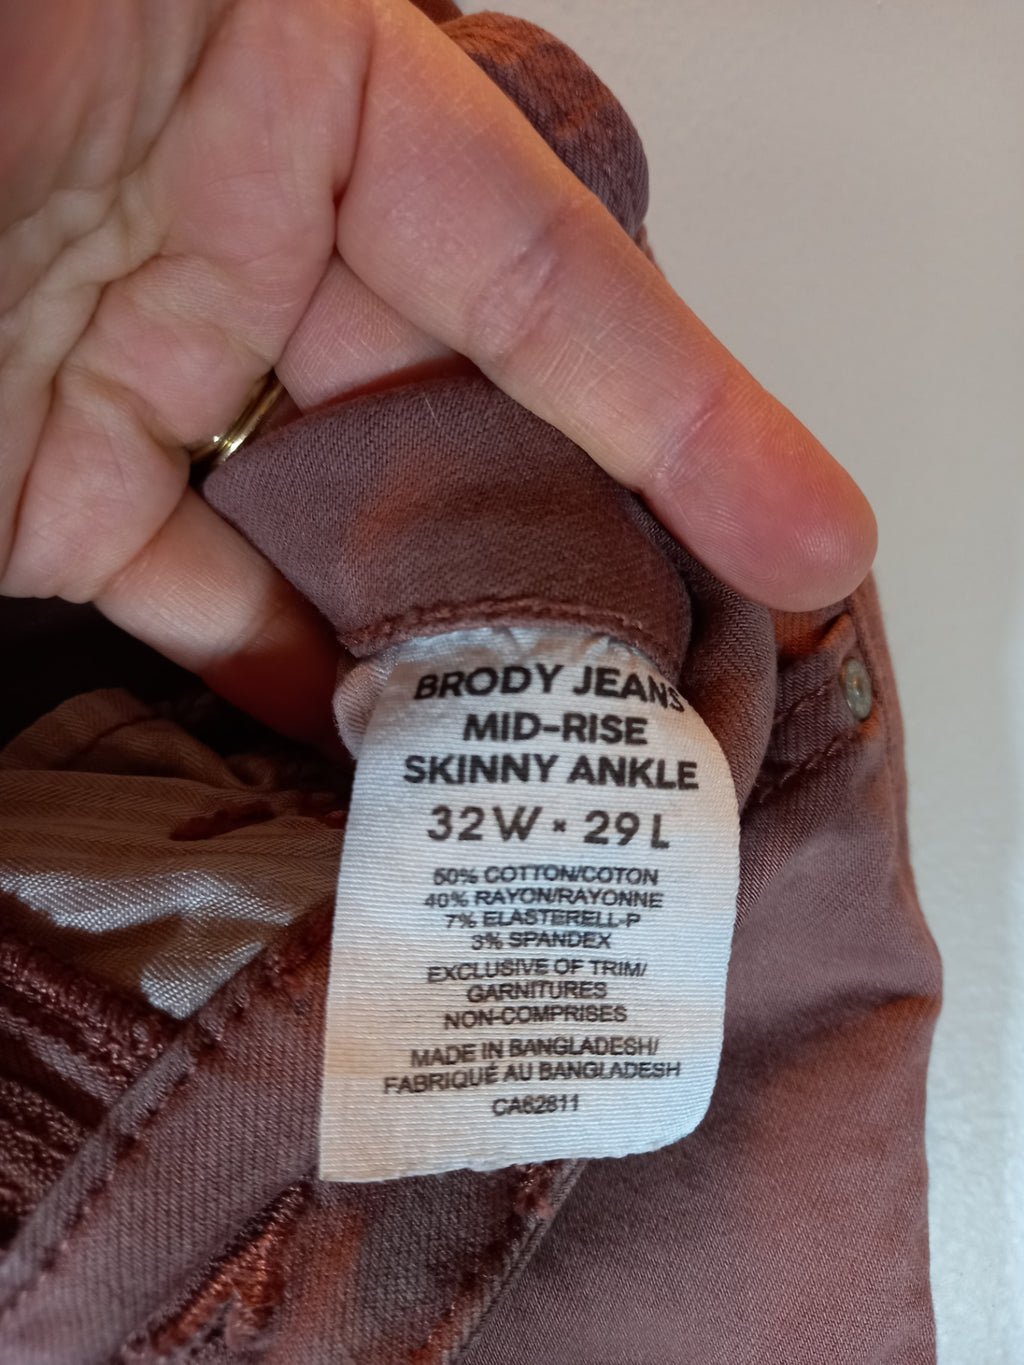 BRODY JEANS
MID-RISE
SKINNY ANKLE
32W × 29L
50% COTTON/COTON
40% RAYON/RAYONNE
7% ELASTERELL-P
3% SPANDEX
EXCLUSIVE OF TRIM/
GARNITURES
NON-COMPRISES
MADE IN BANGLADESH/
FABRIQUÉ AU BANGLADESH
CA62811